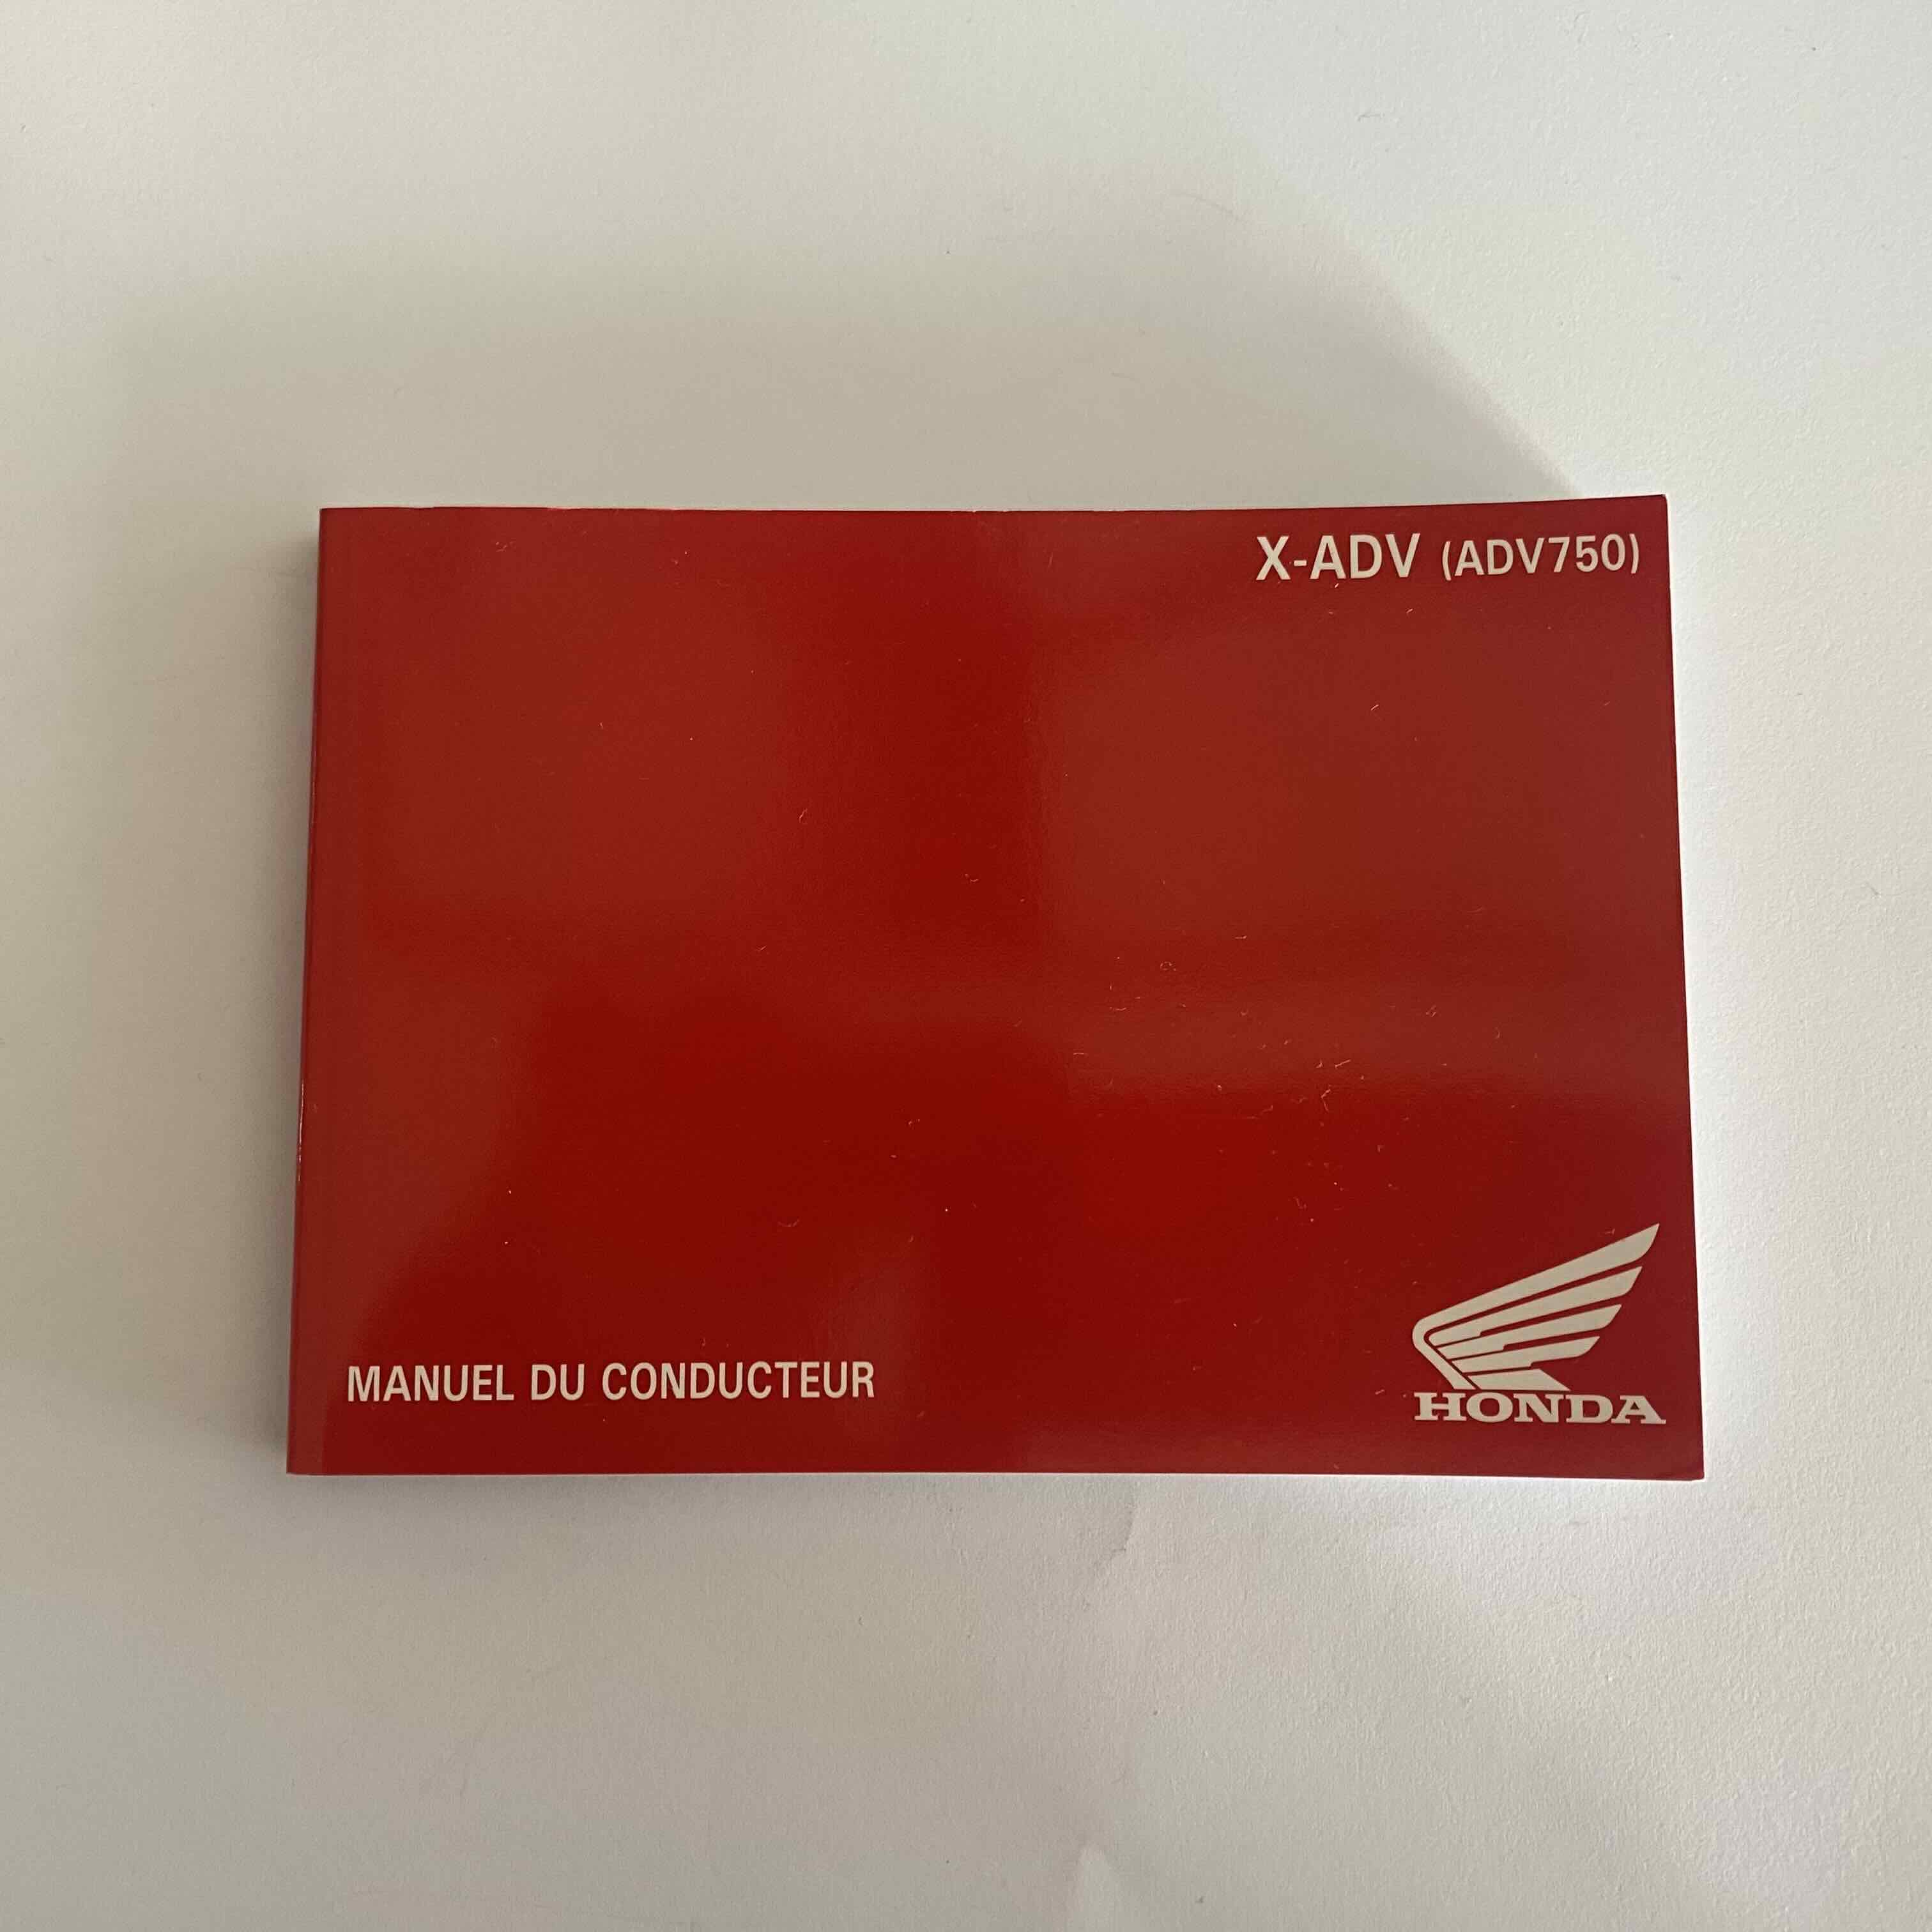 X-ADV (ADV750)
MANUEL DU CONDUCTEUR
HONDA